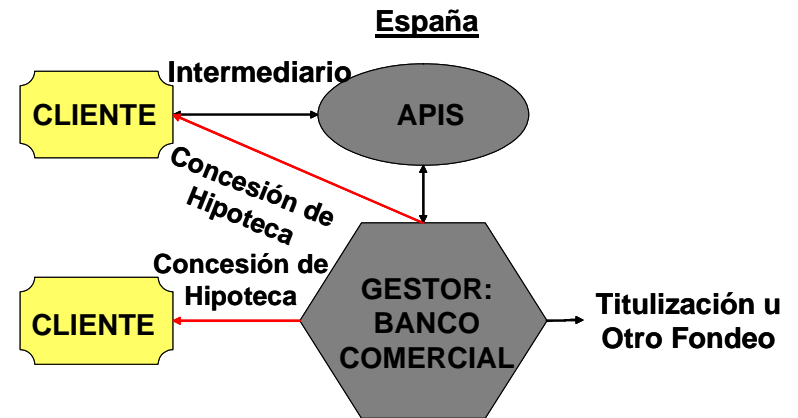 España
Intermediario
CLIENTE
APIS
Concesión de
Hipoteca
Concesión de
Hipoteca
CLIENTE
GESTOR:
BANCO
COMERCIAL
Titulización u
Otro Fondeo